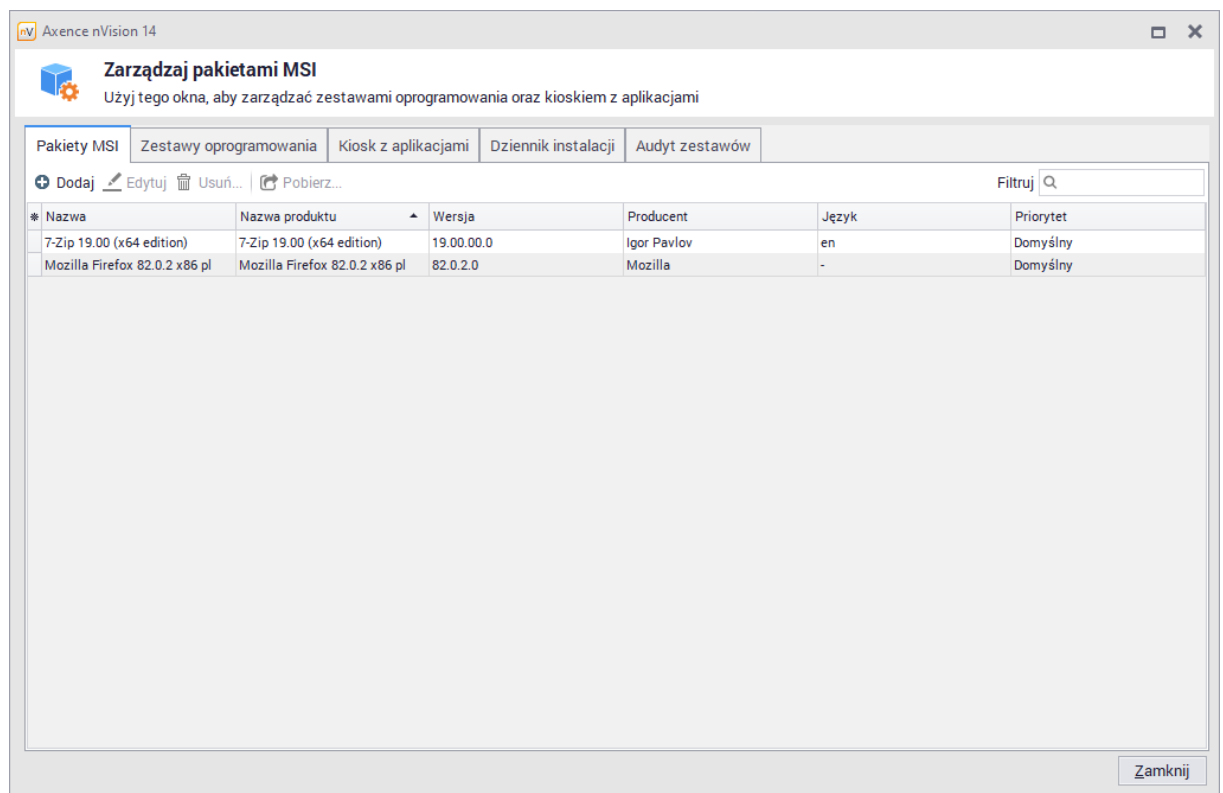 nV Axence nVision 14
Zarządzaj pakietami MSI
Użyj tego okna, aby zarządzać zestawami oprogramowania oraz kioskiem z aplikacjami
Pakiety MSI Zestawy oprogramowania Kiosk z aplikacjami Dziennik instalacji Audyt zestawów
Dodaj Edytuj Usuń... Pobierz... Filtruj
Nazwa Nazwa produktu Wersja Producent Język Priorytet
7-Zip 19.00 (x64 edition) 7-Zip 19.00 (x64 edition) 19.00.00.0 Igor Pavlov en Domyślny
Mozilla Firefox 82.0.2 x86 pl Mozilla Firefox 82.0.2 x86 pl 82.0.2.0 Mozilla - Domyślny
Zamknij